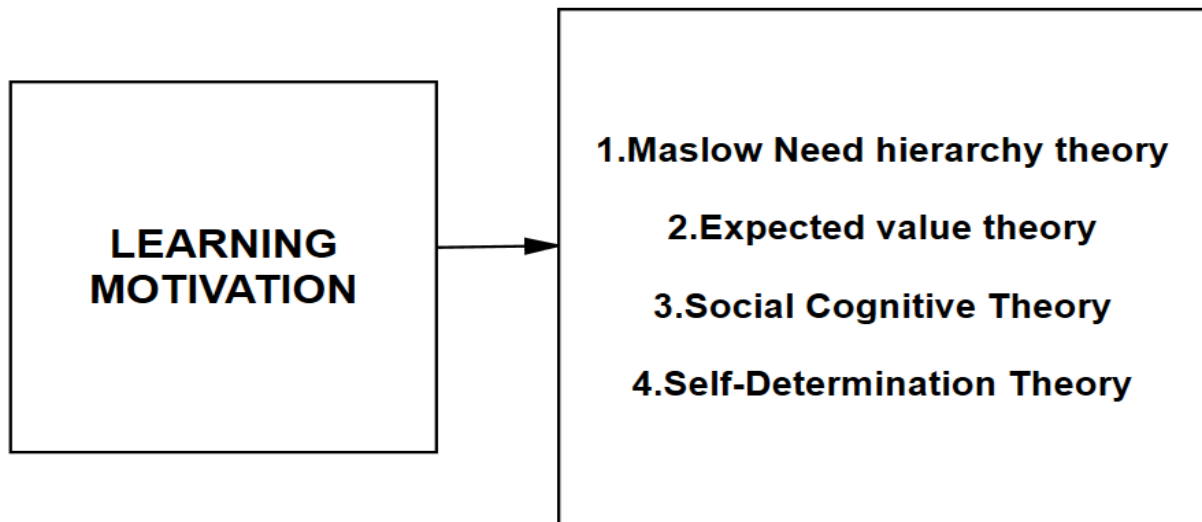 LEARNING
MOTIVATION
1.Maslow Need hierarchy theory
2.Expected value theory
3.Social Cognitive Theory
4.Self-Determination Theory